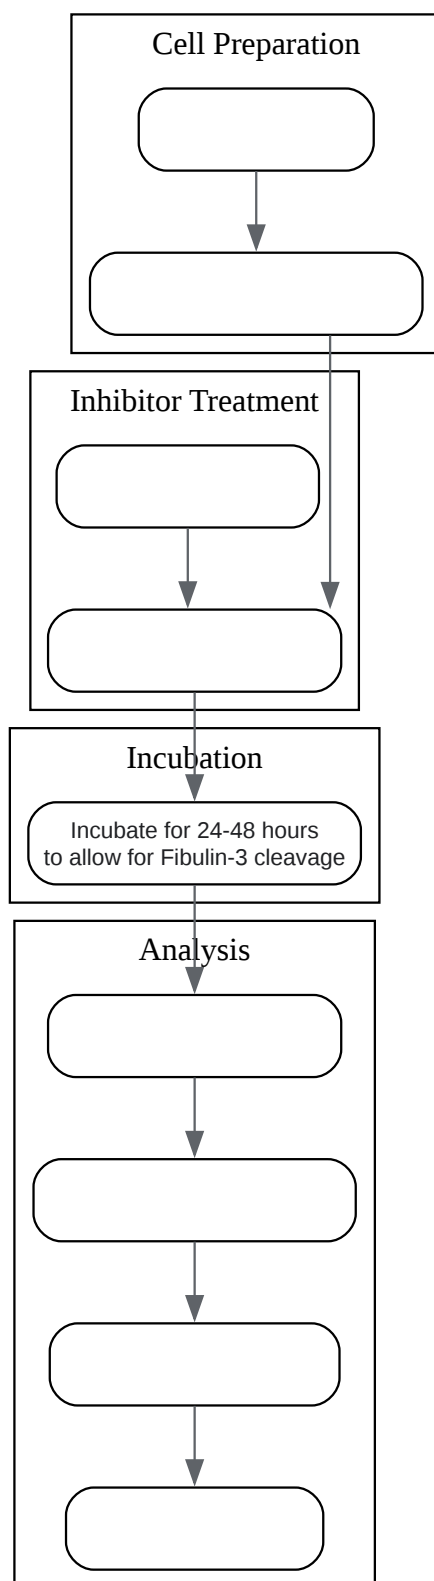 Cell Preparation
Inhibitor Treatment
Incubation
Incubate for 24-48 hours
to allow for Fibulin-3 cleavage
Analysis